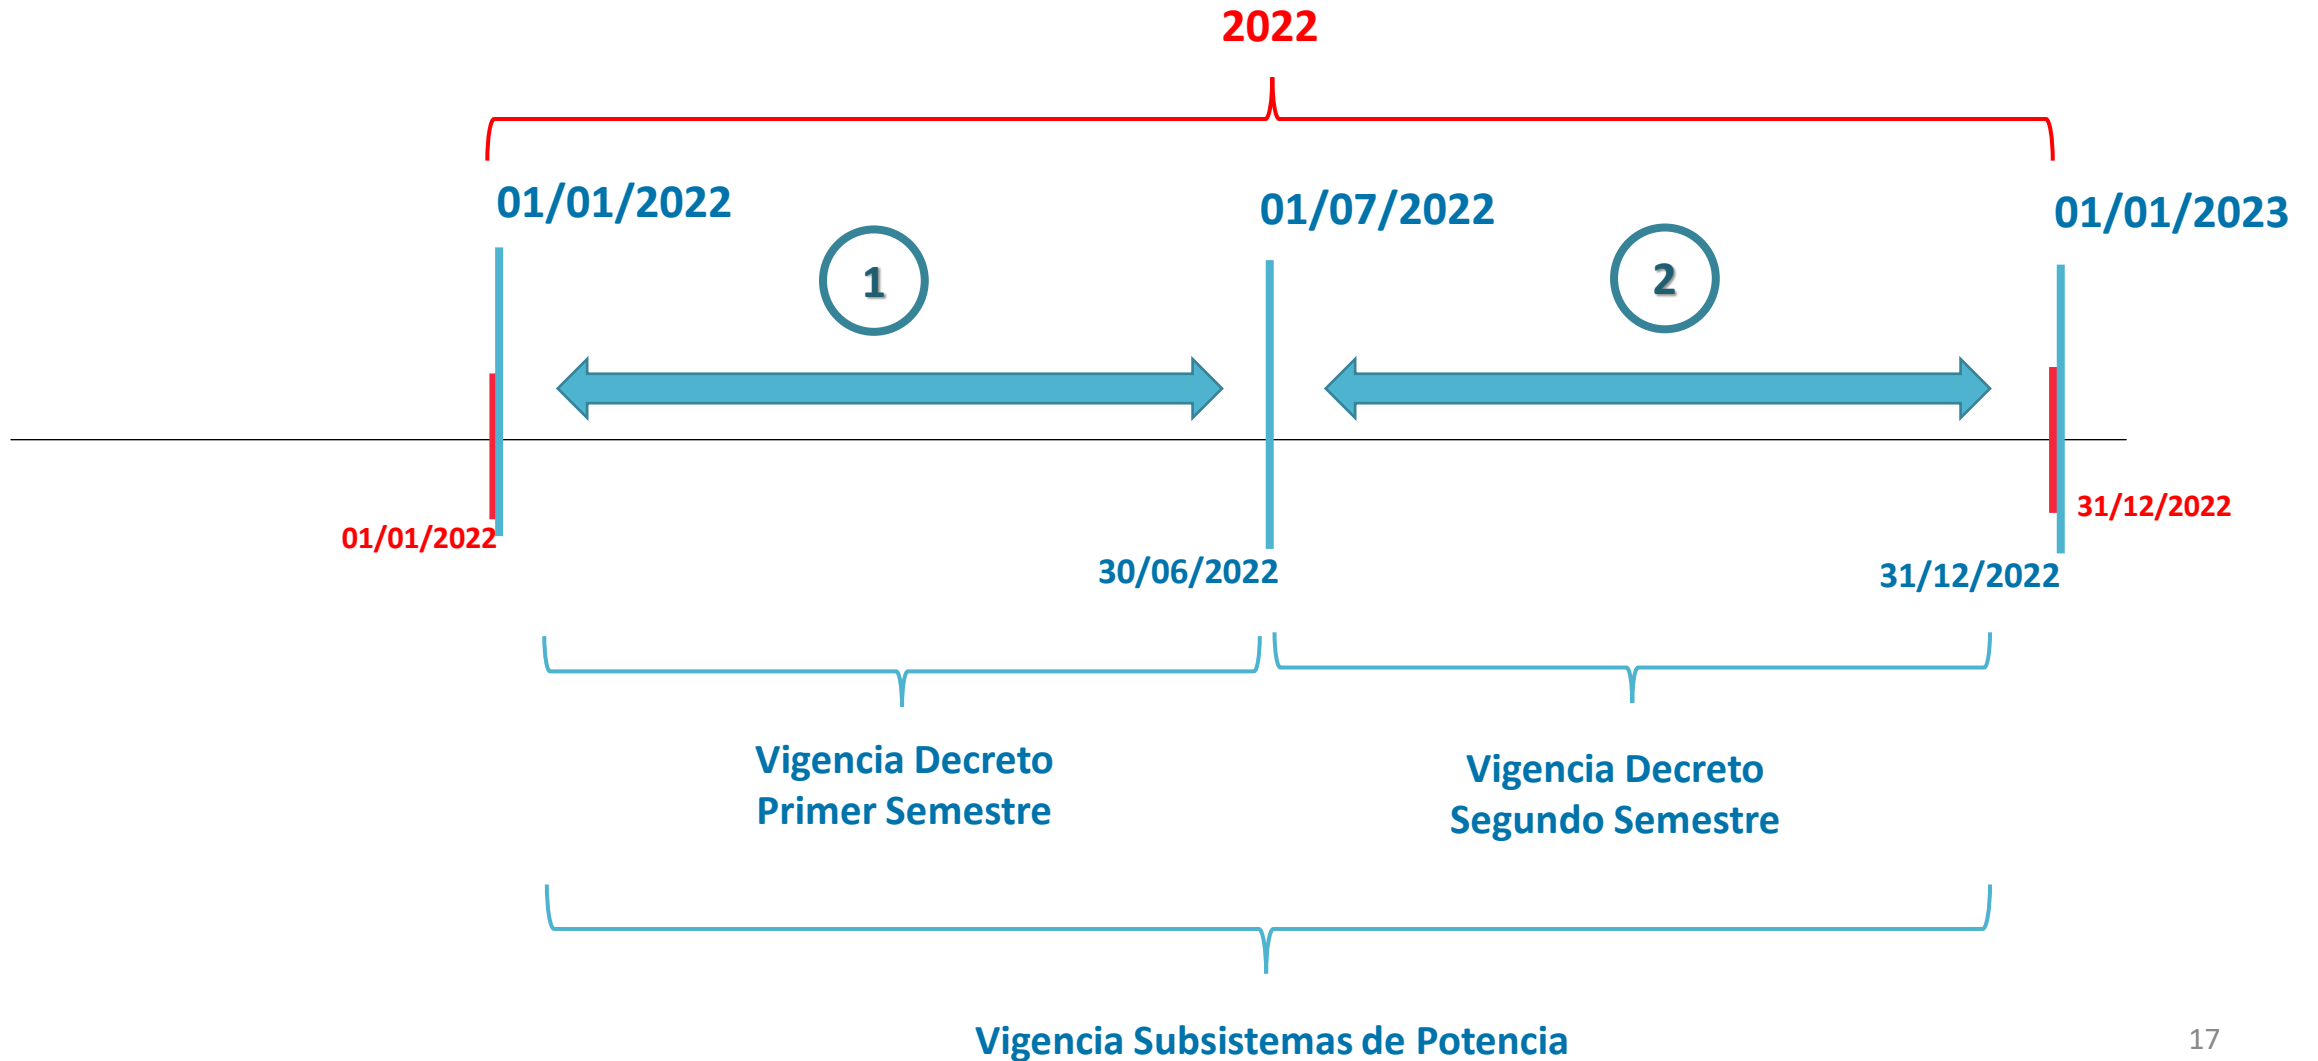 2022
01/01/2022
01/07/2022
01/01/2023
1
2
01/01/2022
31/12/2022
30/06/2022
31/12/2022
Vigencia Decreto
Primer Semestre
Vigencia Decreto
Segundo Semestre
Vigencia Subsistemas de Potencia
17